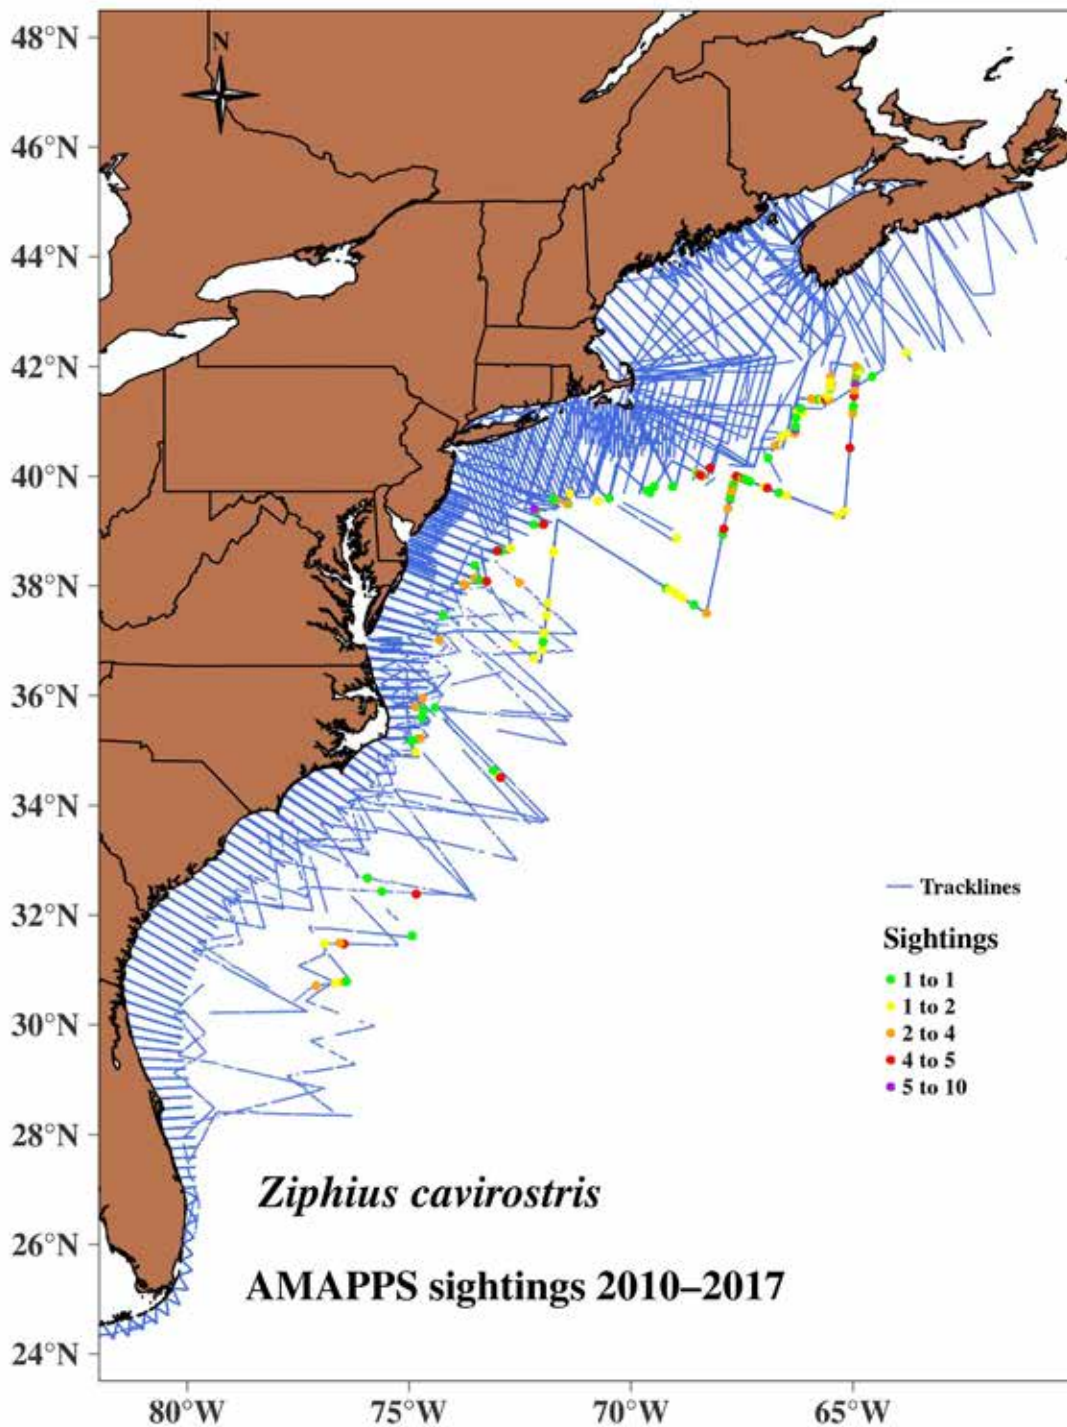 48°N
N
46°N
44°N
42°N
40°N
38°N
36°N
34°N
Tracklines
32°N
Sightings
1 to 1
1 to 2
30°N
2 to 4
4 to 5
5 to 10
28°N
Ziphius cavirostris
26°N
AMAPPS sightings 2010–2017
24°N
80°W 75°W 70°W 65°W